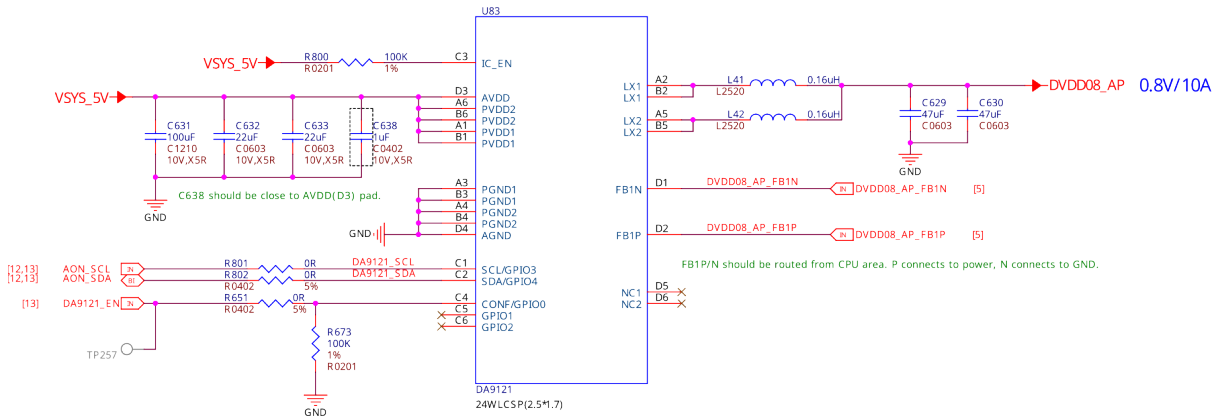 U83
VSYS_5V
R800
R0201
100K
1%
C3
IC_EN
VSYS_5V
D3
AVDD
A6
PVDD2
B6
PVDD2
A1
PVDD1
B1
PVDD1
C631
100uF
C1210
10V,X5R
C632
22uF
C0603
10V,X5R
C633
22uF
C0603
10V,X5R
C638
1uF
C0402
10V,X5R
GND
C638 should be close to AVDD(D3) pad.
A3
PGND1
B3
PGND1
A4
PGND2
B4
PGND2
D4
AGND
GND
[12,13]
AON_SCL
IN
R801
0R
DA9121_SCL
C1
SCL/GPIO3
[12,13]
AON_SDA
BI
R802
R0402
0R
5%
DA9121_SDA
C2
SDA/GPIO4
[13]
DA9121_EN
IN
R651
R0402
0R
5%
C4
CONF/GPIO0
C5
GPIO1
C6
GPIO2
TP257
R673
100K
1%
R0201
GND
A2
LX1
B2
LX1
A5
LX2
B5
LX2
L41
L2520
0.16uH
L42
L2520
0.16uH
C629
47uF
C0603
C630
47uF
C0603
GND
DVDD08_AP
0.8V/10A
FB1N
D1
DVDD08_AP_FB1N
IN
DVDD08_AP_FB1N
[5]
FB1P
D2
DVDD08_AP_FB1P
IN
DVDD08_AP_FB1P
[5]
FB1P/N should be routed from CPU area. P connects to power, N connects to GND.
NC1
D5
NC2
D6
DA9121
24WLCSP(2.5*1.7)